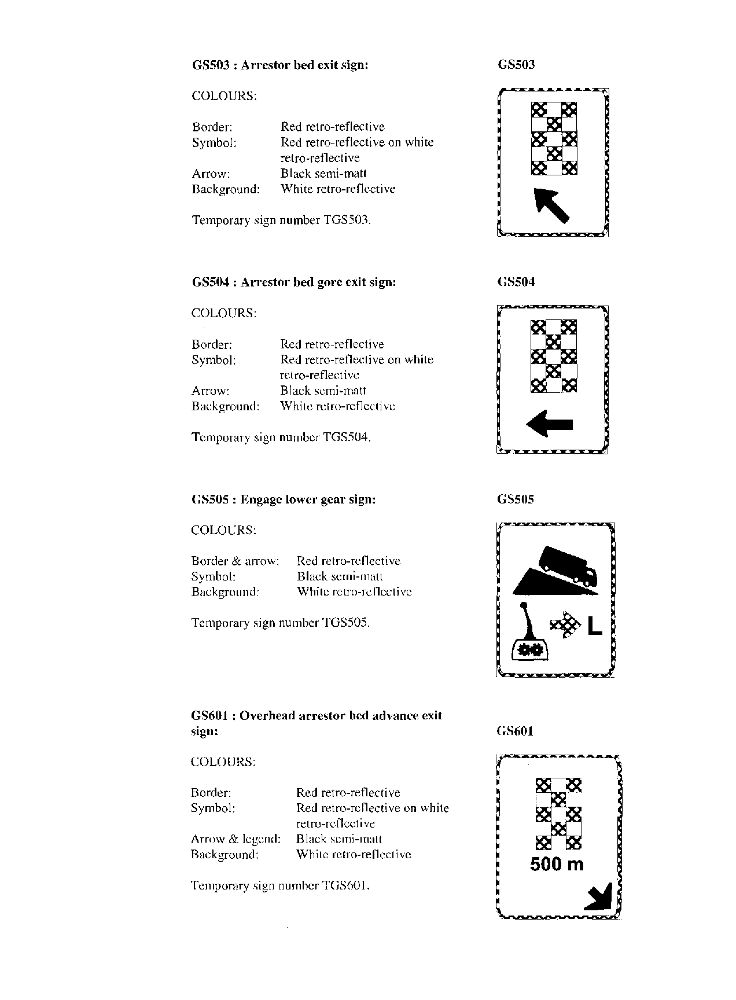 GS503 : Arrestor bed exit sign: GS503
COLOURS:
Border: Red retro-reflective
Symbol: Red retro-reflective on white
retro-reflective
Arrow: Black semi-matt
Background: White retro-reflective
Temporary sign number TGS503.
GS504 : Arrestor bed gore exit sign: GS504
COLOURS:
Border: Red retro-reflective
Symbol: Red retro-reflective on white
retro-reflective
Arrow: Black semi-matt
Background: White retro-reflective
Temporary sign number TGS504.
GS505 : Engage lower gear sign: GS505
COLOURS:
Border & arrow: Red retro-reflective
Symbol: Black semi-matt
Background: White retro-reflective
Temporary sign number TGS505.
L
GS601 : Overhead arrestor bed advance exit
sign: GS601
COLOURS:
Border: Red retro-reflective
Symbol: Red retro-reflective on white
retro-reflective
Arrow & legend: Black semi-matt
Background: White retro-reflective
500 m
Temporary sign number TGS601.